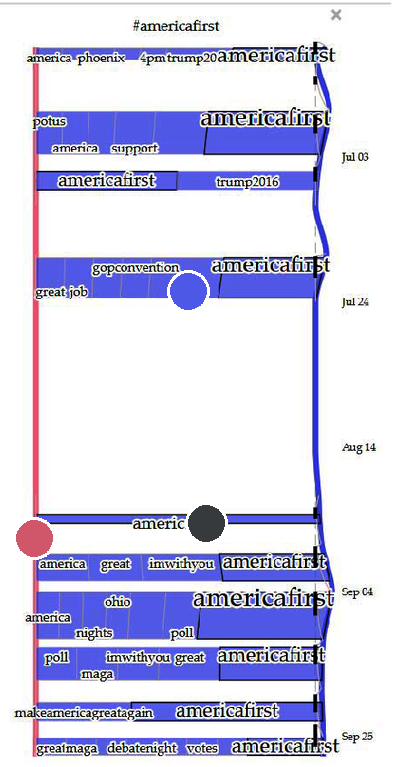 #americafirst
america phoenix 4pm trump20 americafirst
potus americafirst
america support
Jul 03
americafirst trump2016
gopconvention americafirst
great job
Jul 24
Aug 14
americ
america great imwithyou americafirst
Sep 04
ohio americafirst
america
nights poll
poll imwithyou great americafirst
maga
makeamericagreatagain americafirst
Sep 25
greatmaga debatenight votes americafirst